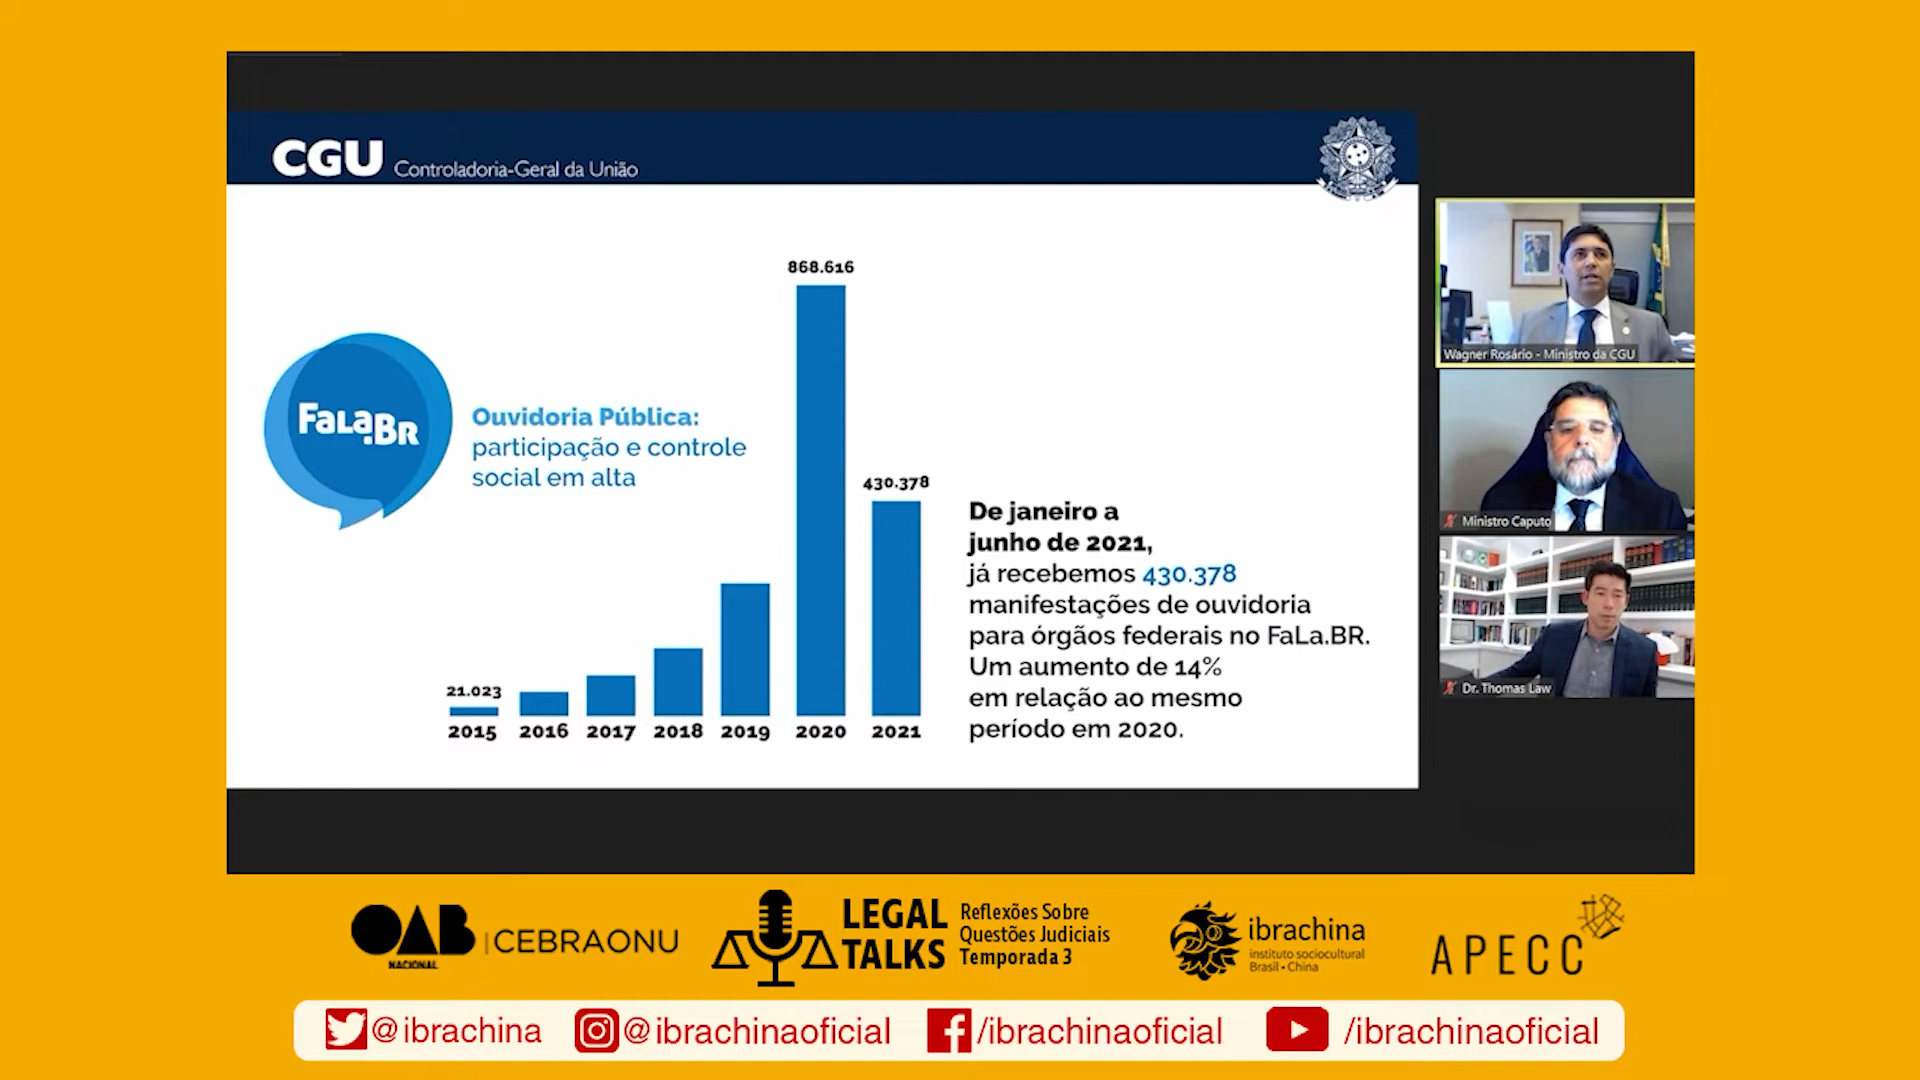 CGU Controladoria-Geral da União
FaLa.BR
Ouvidoria Pública:
participação e controle
social em alta
868.616
430.378
21.023
2015 2016 2017 2018 2019 2020 2021
De janeiro a
junho de 2021,
já recebemos 430.378
manifestações de ouvidoria
para órgãos federais no FaLa.BR.
Um aumento de 14%
em relação ao mesmo
período em 2020.
Wagner Rosário - Ministro da CGU
Ministro Caputo
Dr. Thomas Law
OAB
NACIONAL
CEBRAONU
LEGAL
TALKS
Reflexões Sobre
Questões Judiciais
Temporada 3
ibrachina
instituto sociocultural
Brasil • China
APECC
@ibrachina @ibrachinaoficial /ibrachinaoficial /ibrachinaoficial